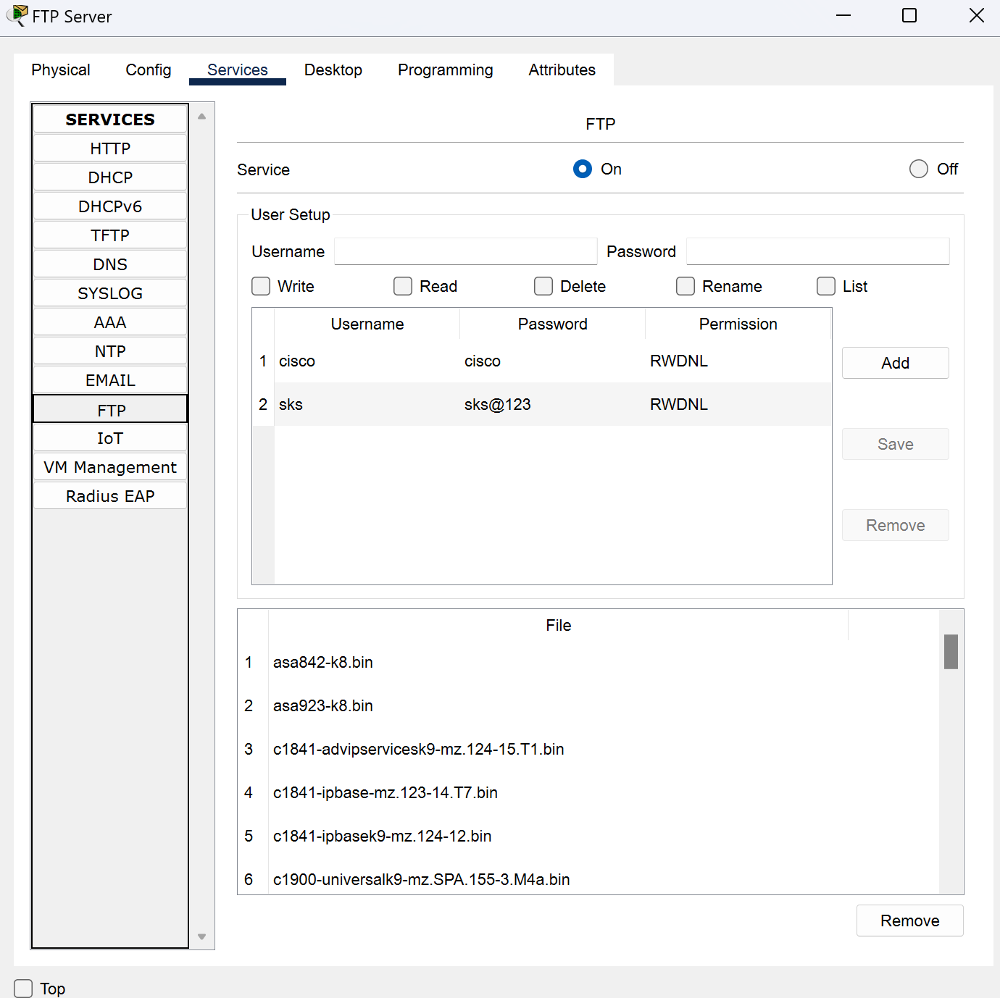 FTP Server
Physical Config Services Desktop Programming Attributes
SERVICES
HTTP
DHCP
DHCPv6
TFTP
DNS
SYSLOG
AAA
NTP
EMAIL
FTP
IoT
VM Management
Radius EAP
FTP
Service On Off
User Setup
Username Password
Write Read Delete Rename List
Username Password Permission
1 cisco cisco RWDNL
2 sks sks@123 RWDNL
Add
Save
Remove
File
1 asa842-k8.bin
2 asa923-k8.bin
3 c1841-advipservicesk9-mz.124-15.T1.bin
4 c1841-ipbase-mz.123-14.T7.bin
5 c1841-ipbasek9-mz.124-12.bin
6 c1900-universalk9-mz.SPA.155-3.M4a.bin
Remove
Top